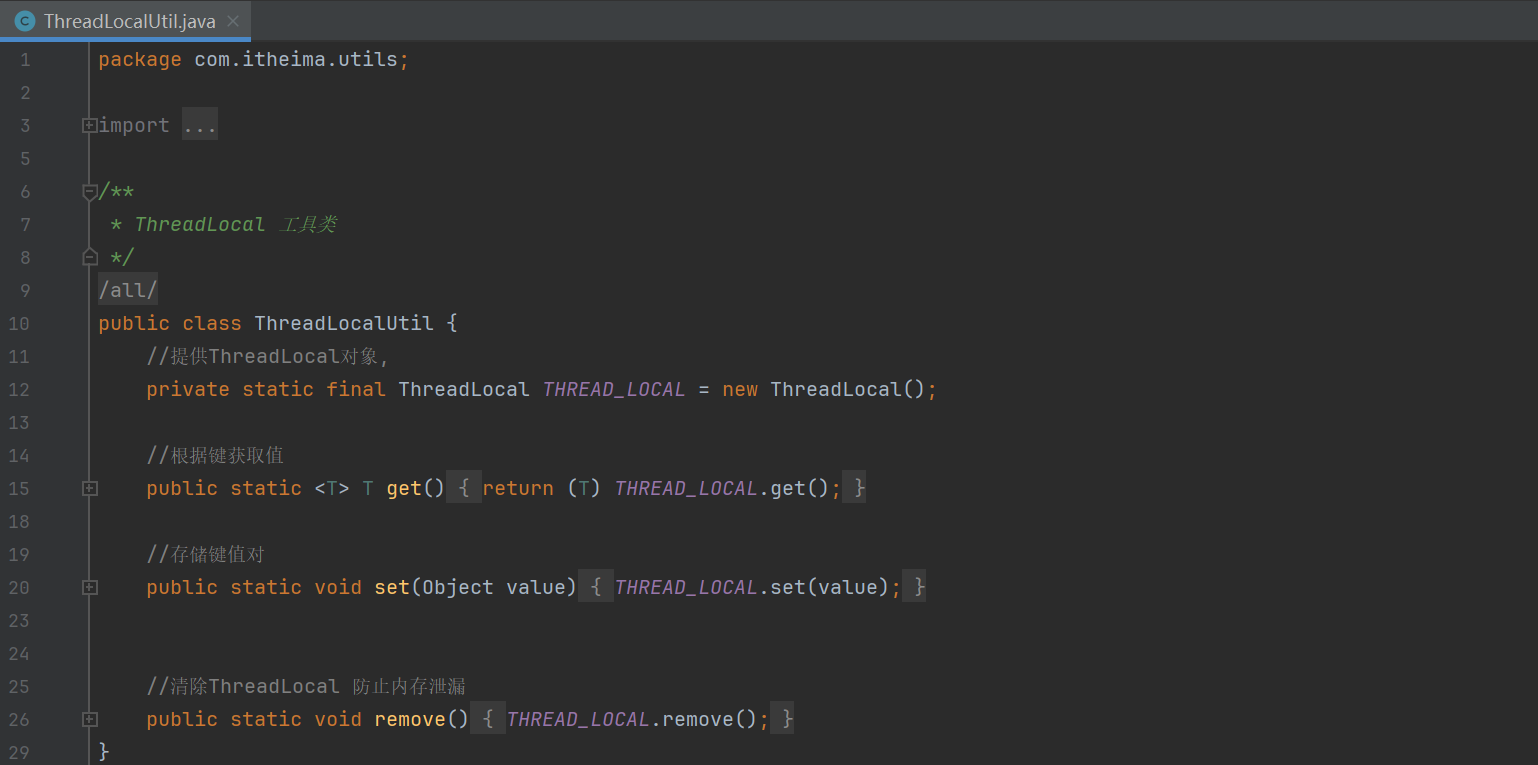 ThreadLocalUtil.java
1 package com.itheima.utils;
2
3 import ...
5
6 /**
7 * ThreadLocal 工具类
8 */
9 /all/
10 public class ThreadLocalUtil {
11 //提供ThreadLocal对象,
12 private static final ThreadLocal THREAD_LOCAL = new ThreadLocal();
13
14 //根据键获取值
15 public static <T> T get() { return (T) THREAD_LOCAL.get(); }
18
19 //存储键值对
20 public static void set(Object value) { THREAD_LOCAL.set(value); }
23
24
25 //清除ThreadLocal 防止内存泄漏
26 public static void remove() { THREAD_LOCAL.remove(); }
29 }